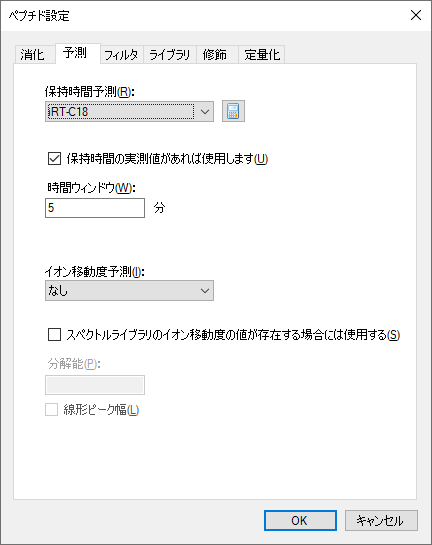 ペプチド設定
消化
予測
フィルタ
ライブラリ
修飾
定量化
保持時間予測(R):
iRT-C18
保持時間の実測値があれば使用します(U)
時間ウィンドウ(W):
5 分
イオン移動度予測(I):
なし
スペクトルライブラリのイオン移動度の値が存在する場合には使用する(S)
分解能(P):
線形ピーク幅(L)
OK
キャンセル